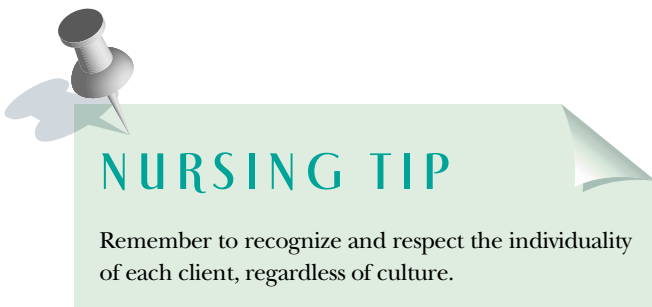 NURSING TIP
Remember to recognize and respect the individuality
of each client, regardless of culture.